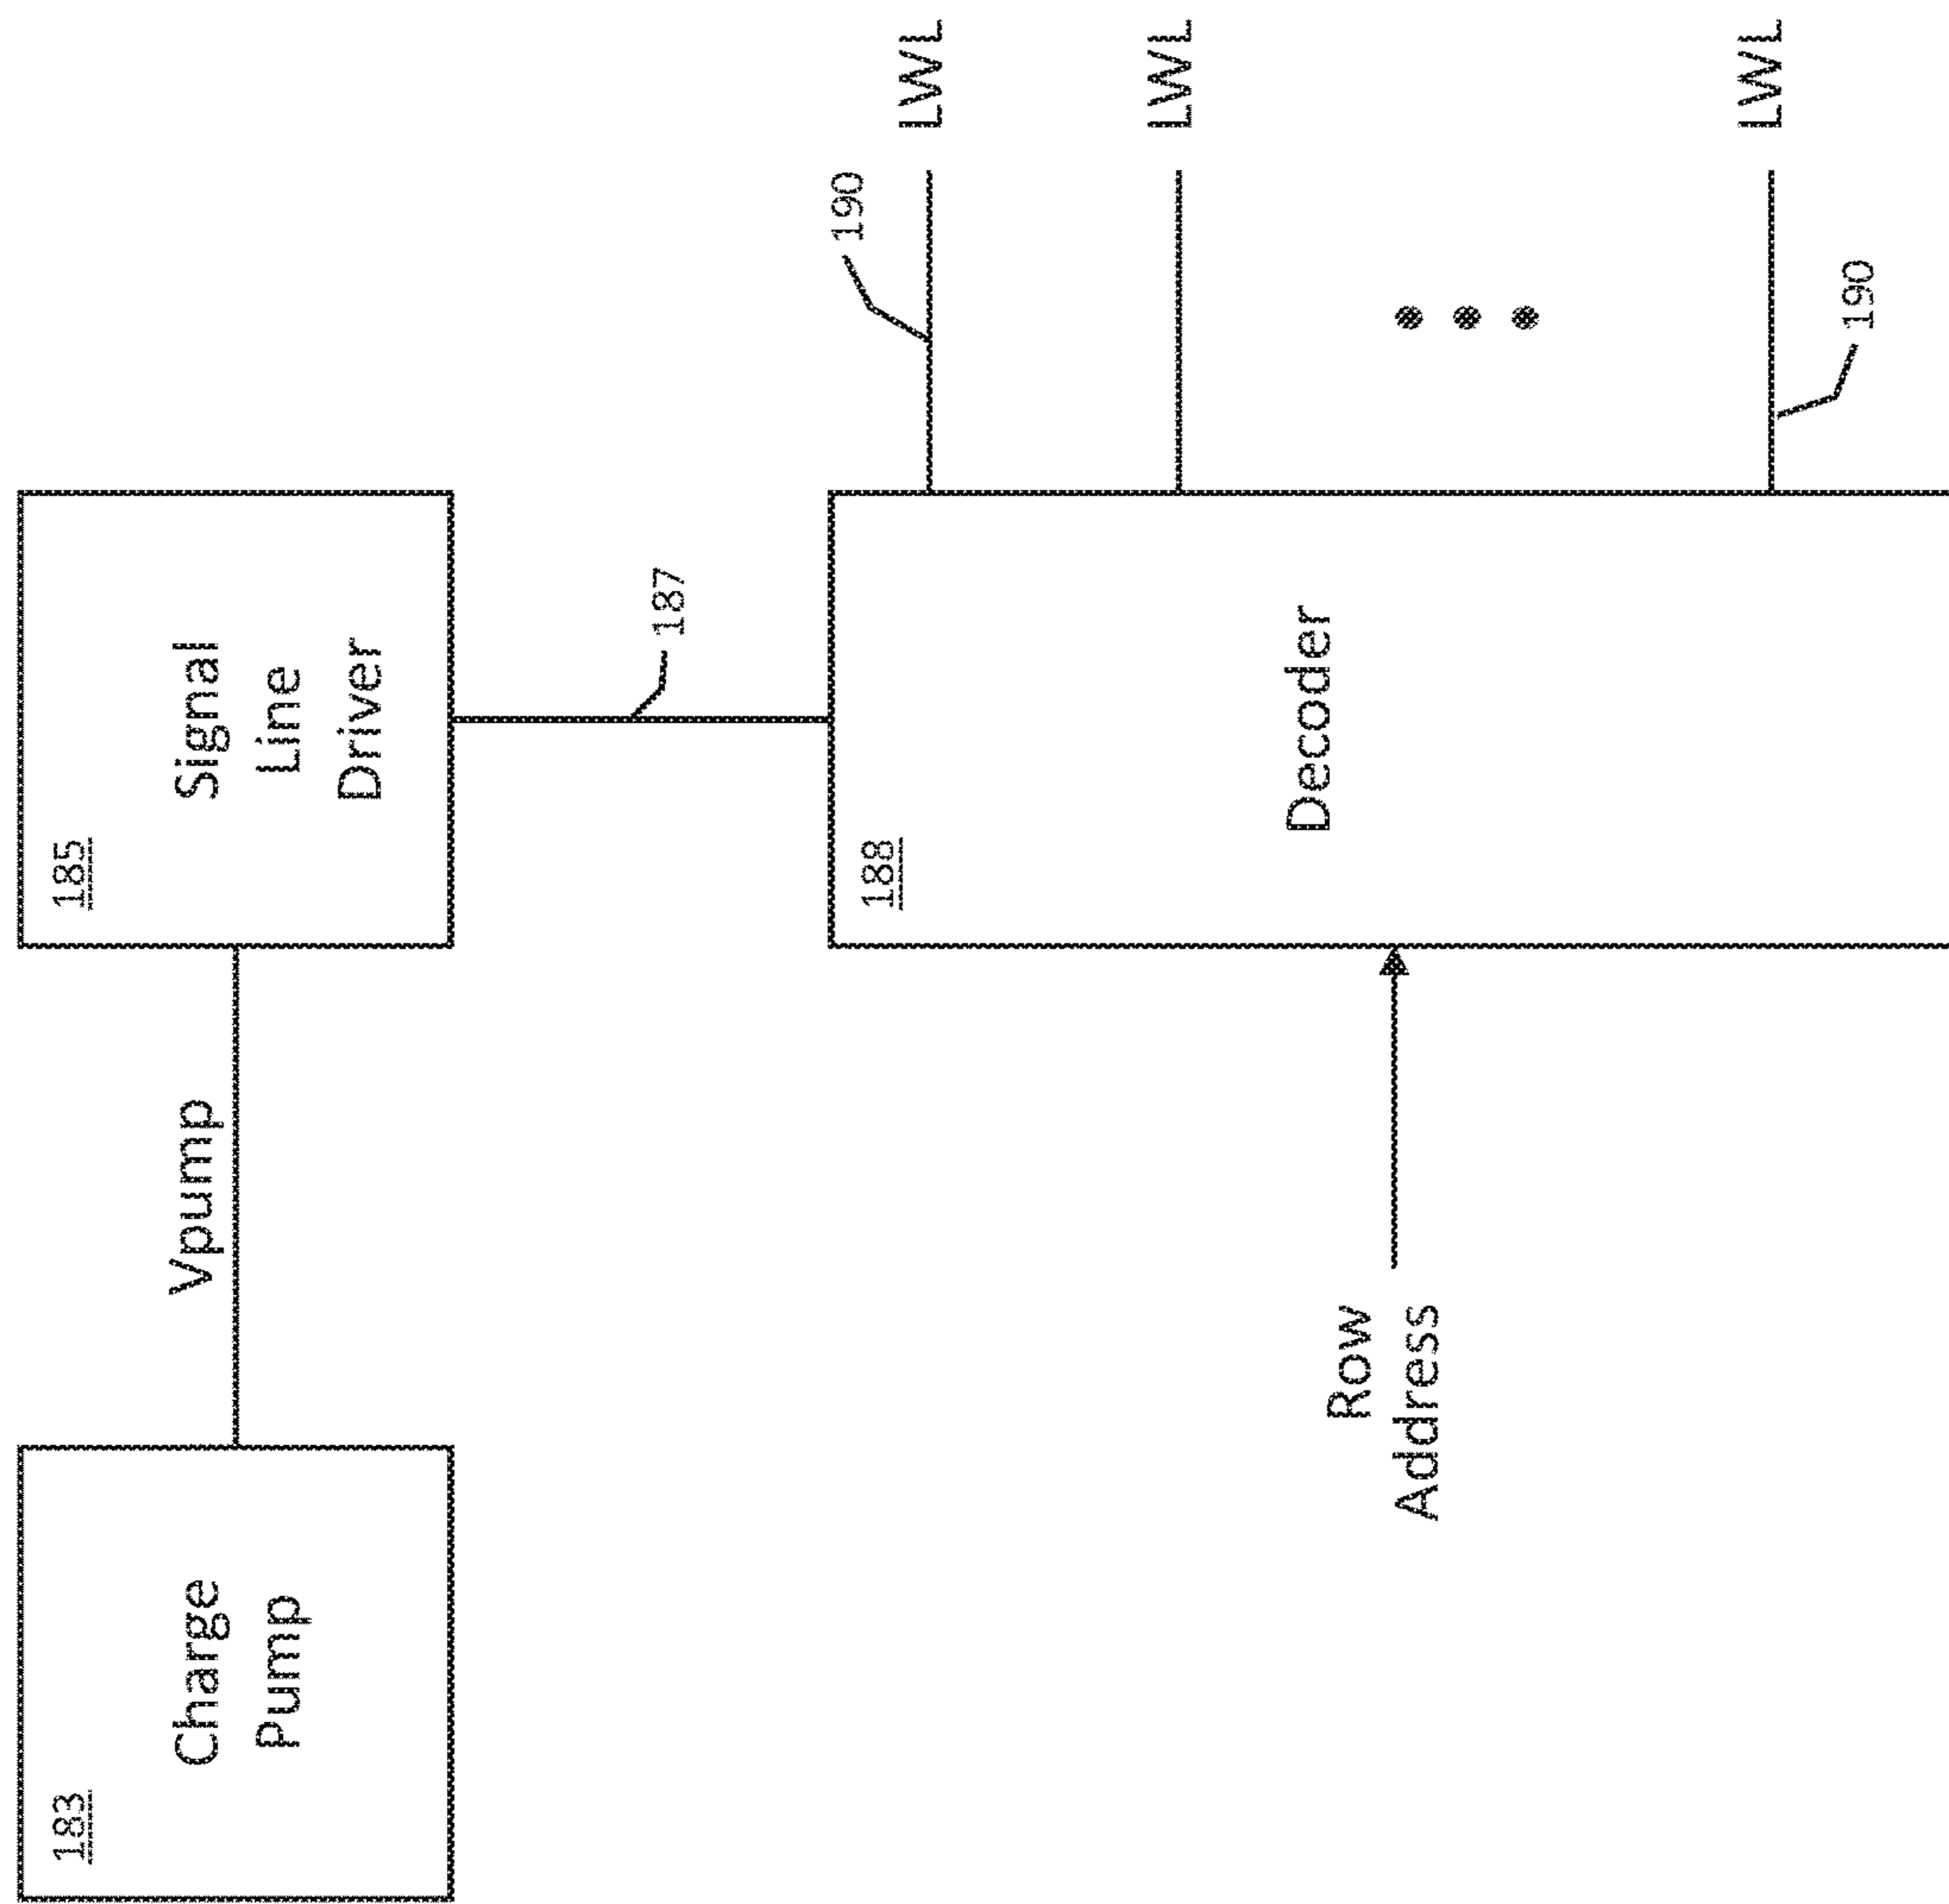 183
Charge
Pump
Vpump
185
Signal
Line
Driver
187
188
Decoder
Row
Address
190
LWL
LWL
LWL
190